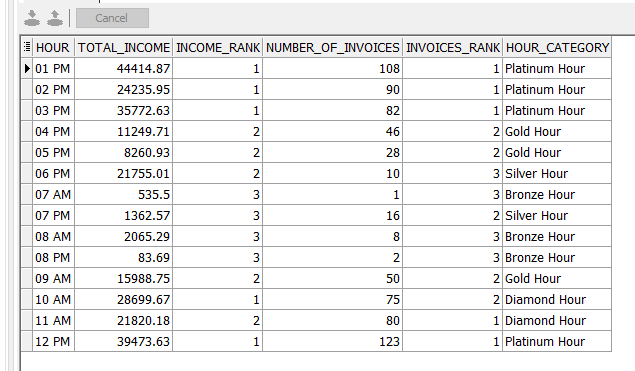 Cancel
HOUR TOTAL_INCOME INCOME_RANK NUMBER_OF_INVOICES INVOICES_RANK HOUR_CATEGORY
01 PM 44414.87 1 108 1 Platinum Hour
02 PM 24235.95 1 90 1 Platinum Hour
03 PM 35772.63 1 82 1 Platinum Hour
04 PM 11249.71 2 46 2 Gold Hour
05 PM 8260.93 2 28 2 Gold Hour
06 PM 21755.01 2 10 3 Silver Hour
07 AM 535.5 3 1 3 Bronze Hour
07 PM 1362.57 3 16 2 Silver Hour
08 AM 2065.29 3 8 3 Bronze Hour
08 PM 83.69 3 2 3 Bronze Hour
09 AM 15988.75 2 50 2 Gold Hour
10 AM 28699.67 1 75 2 Diamond Hour
11 AM 21820.18 2 80 1 Diamond Hour
12 PM 39473.63 1 123 1 Platinum Hour